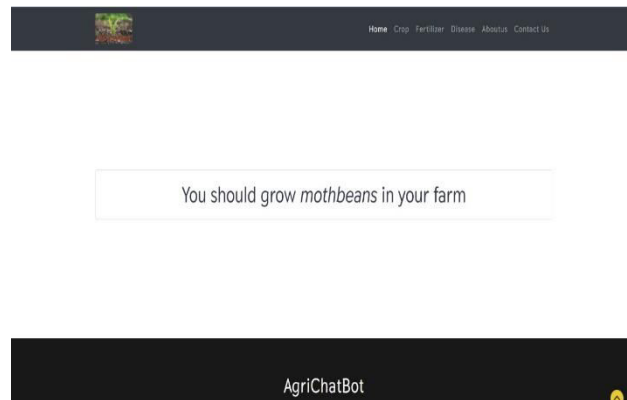 Home Crop Fertilizer Disease Aboutus Contact Us
You should grow mothbeans in your farm
AgriChatBot